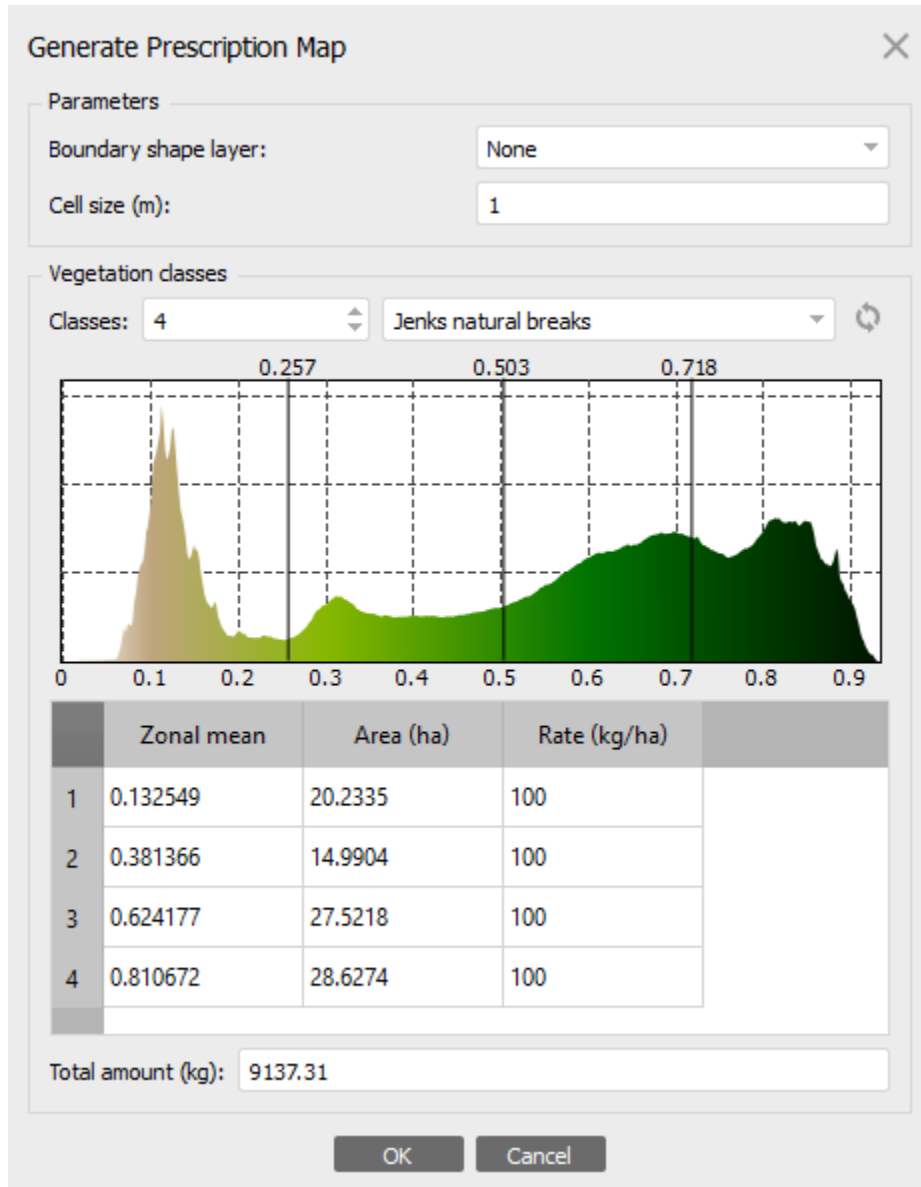 Generate Prescription Map
Parameters
Boundary shape layer: None
Cell size (m): 1
Vegetation classes
Classes: 4 Jenks natural breaks
0.257 0.503 0.718
0 0.1 0.2 0.3 0.4 0.5 0.6 0.7 0.8 0.9
Zonal mean Area (ha) Rate (kg/ha)
1 0.132549 20.2335 100
2 0.381366 14.9904 100
3 0.624177 27.5218 100
4 0.810672 28.6274 100
Total amount (kg): 9137.31
OK Cancel